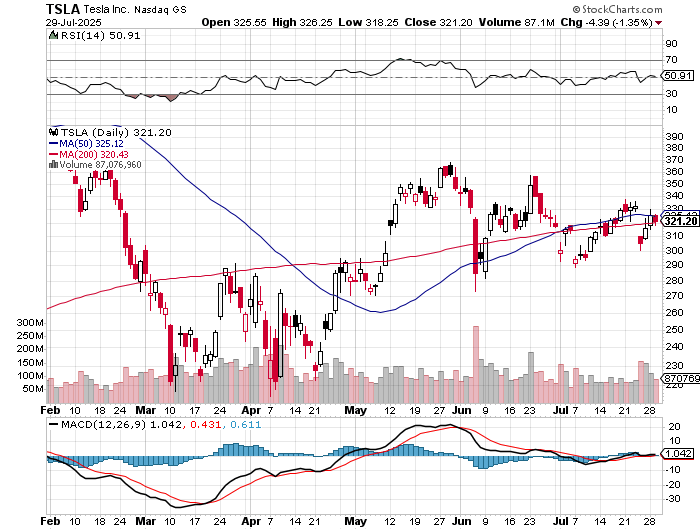 TSLA Tesla Inc. Nasdaq GS © StockCharts.com
29-Jul-2025 Open 325.55 High 326.25 Low 318.25 Close 321.20 Volume 87.1M Chg -4.39 (-1.35%)
RSI(14) 50.91
90
70
50.91
30
10
TSLA (Daily) 321.20
MA(50) 325.12
MA(200) 320.43
Volume 87,076,960
390
380
370
360
350
340
330
321.20
310
300
290
280
270
260
250
240
230
220
300M
250M
200M
150M
100M
50M
Feb 10 18 24 Mar 10 17 24 Apr 7 14 21 May 12 19 27 Jun 9 16 23 Jul 7 14 21 28
MACD(12,26,9) 1.042, 0.431, 0.611
20
10
1.042
-10
-20
-30
Feb 10 18 24 Mar 10 17 24 Apr 7 14 21 May 12 19 27 Jun 9 16 23 Jul 7 14 21 28